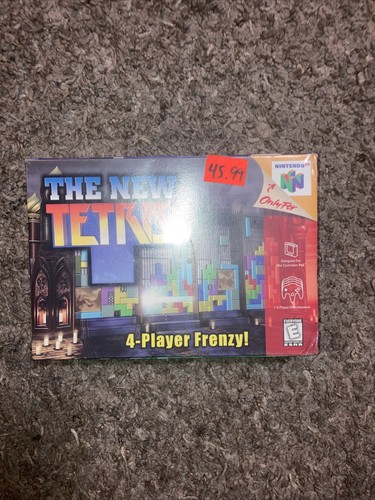 THE NEW
TETRIS
45.99
NINTENDO 64
Only For
4-Player Frenzy!
E